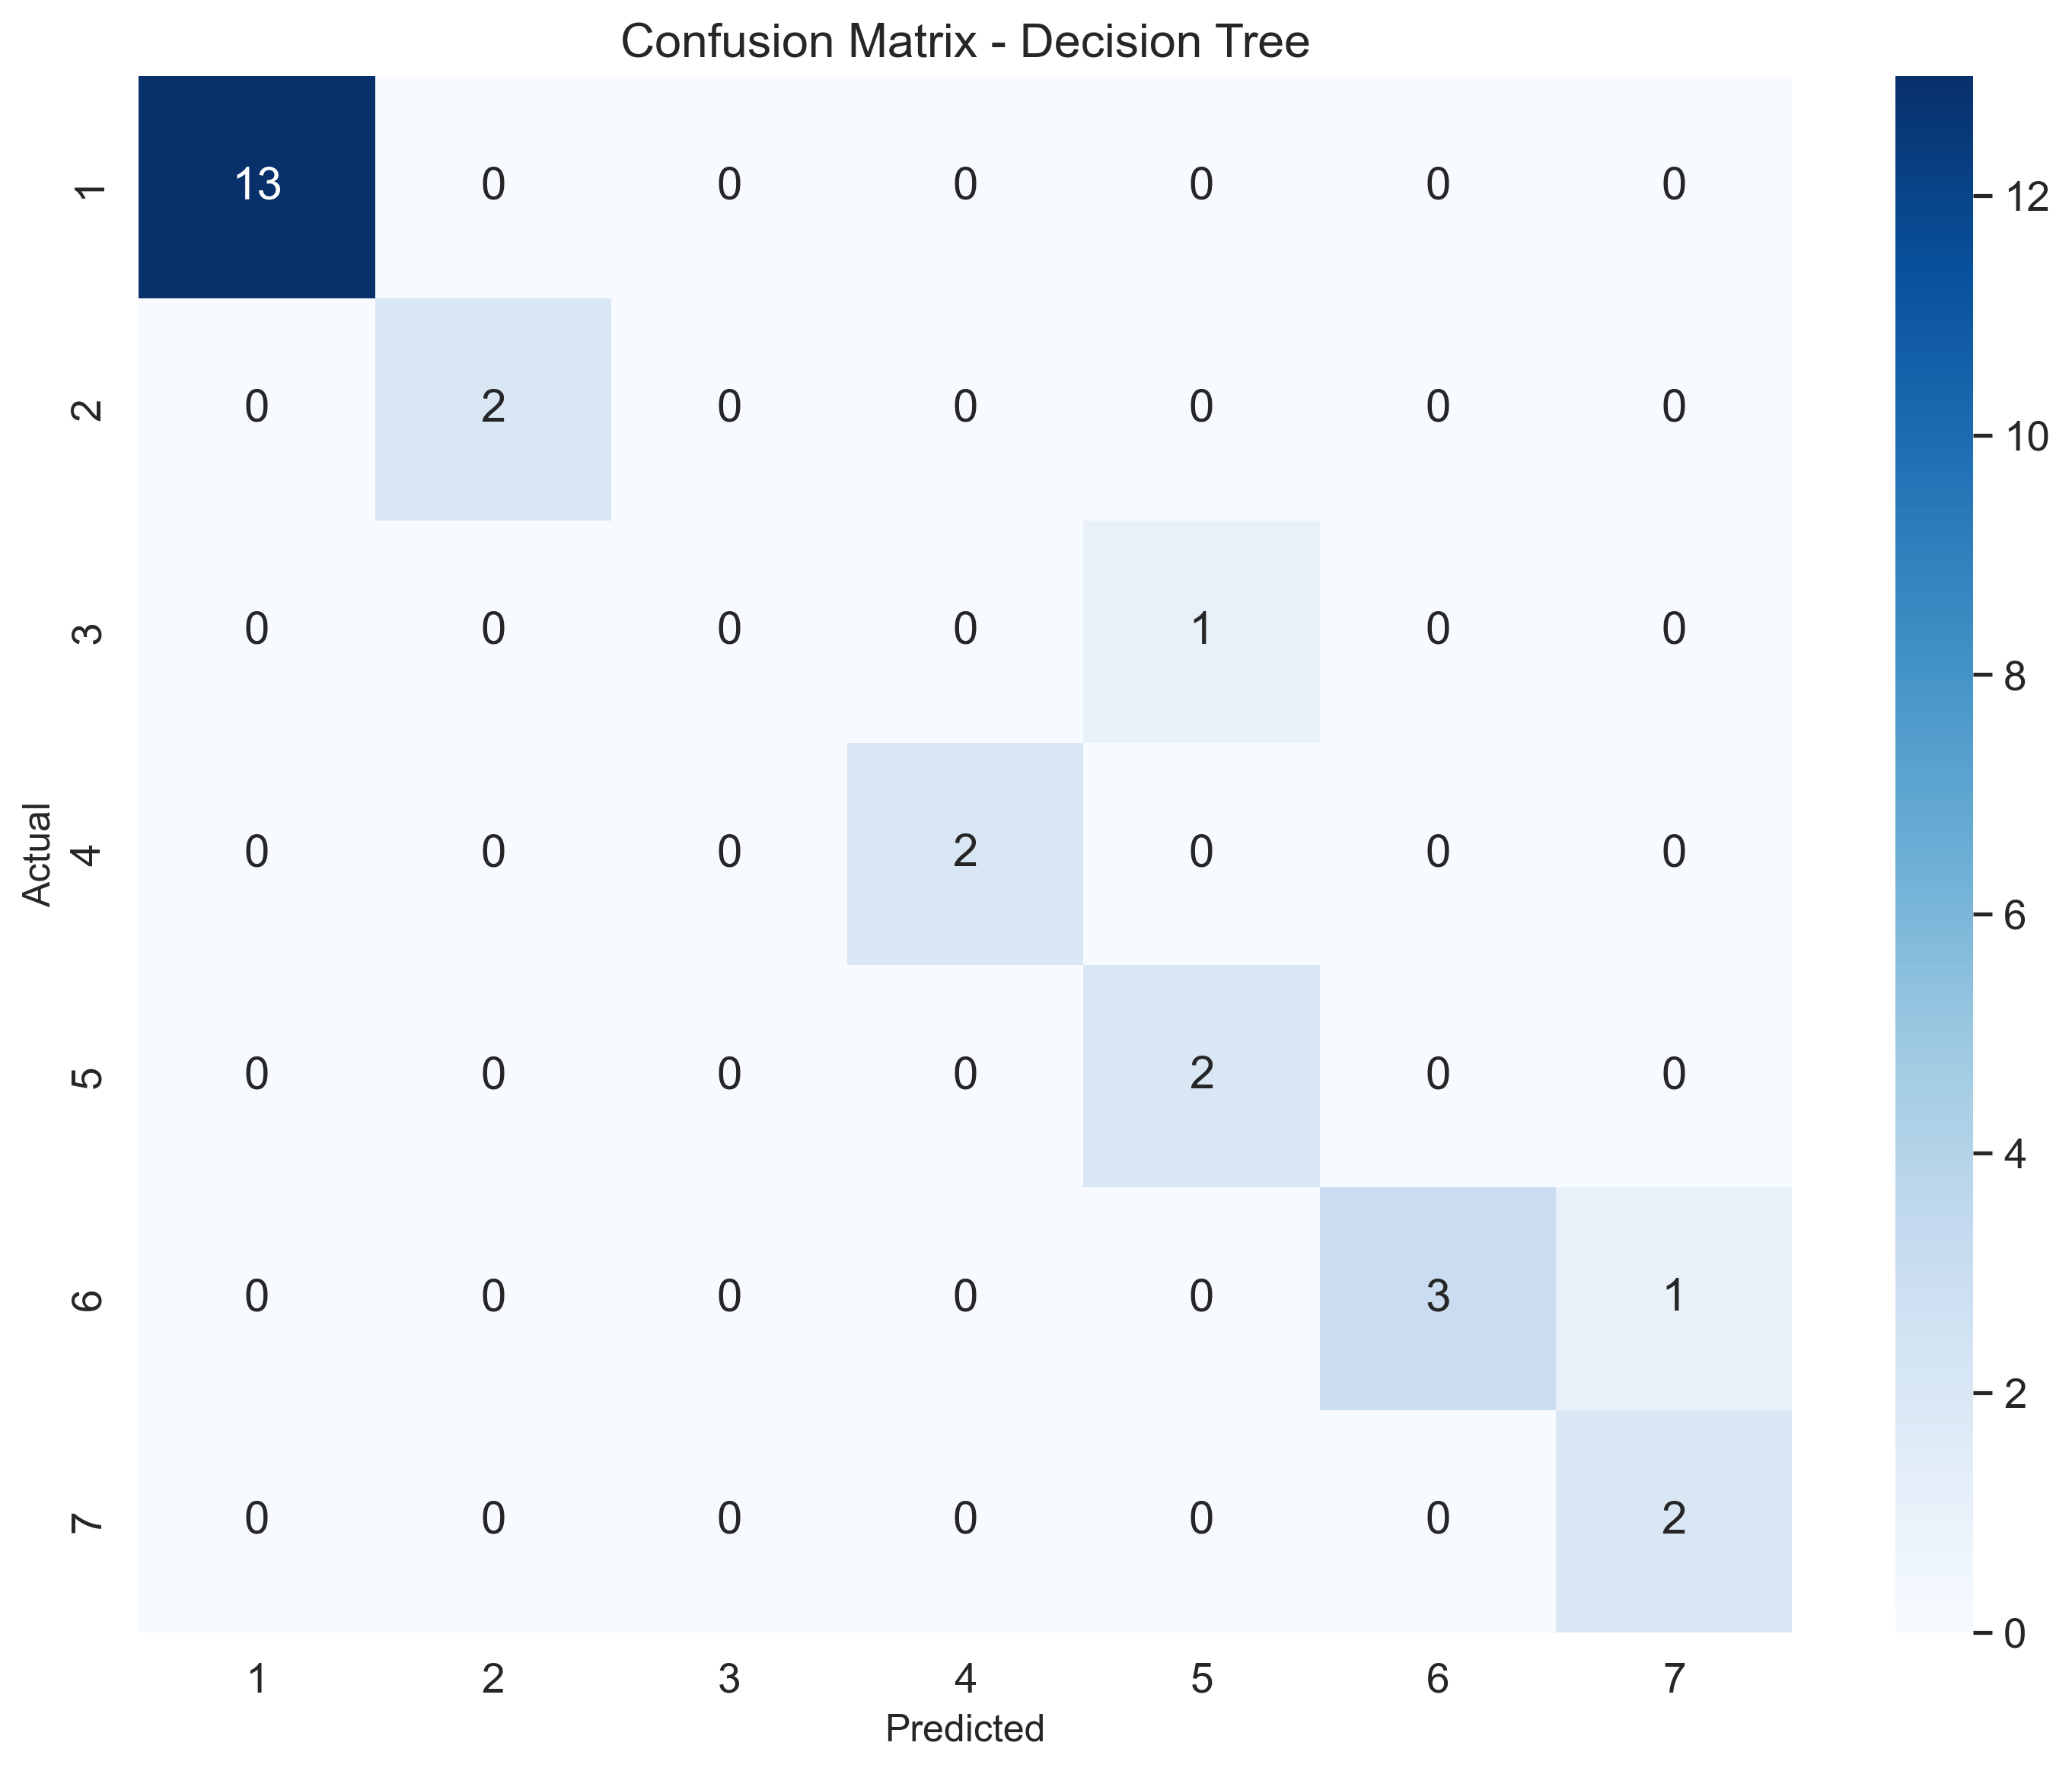 Confusion Matrix - Decision Tree
Actual
1 13 0 0 0 0 0 0
2 0 2 0 0 0 0 0
3 0 0 0 0 1 0 0
4 0 0 0 2 0 0 0
5 0 0 0 0 2 0 0
6 0 0 0 0 0 3 1
7 0 0 0 0 0 0 2
1 2 3 4 5 6 7
Predicted
12
10
8
6
4
2
0